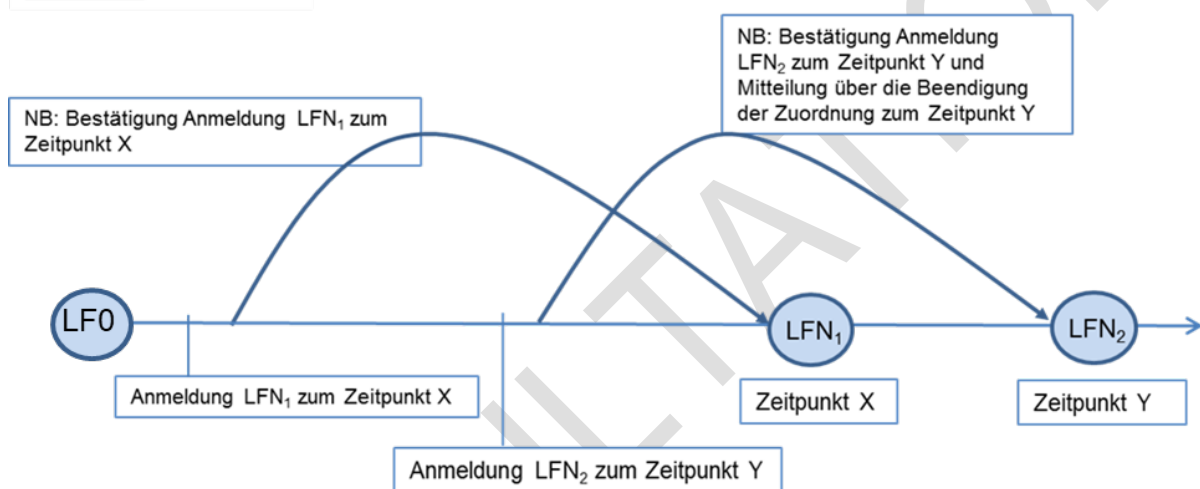 NB: Bestätigung Anmeldung
LFN₂ zum Zeitpunkt Y und
Mitteilung über die Beendigung
der Zuordnung zum Zeitpunkt Y
NB: Bestätigung Anmeldung LFN₁ zum
Zeitpunkt X
LF0
LFN₁
LFN₂
Anmeldung LFN₁ zum Zeitpunkt X
Zeitpunkt X
Zeitpunkt Y
Anmeldung LFN₂ zum Zeitpunkt Y